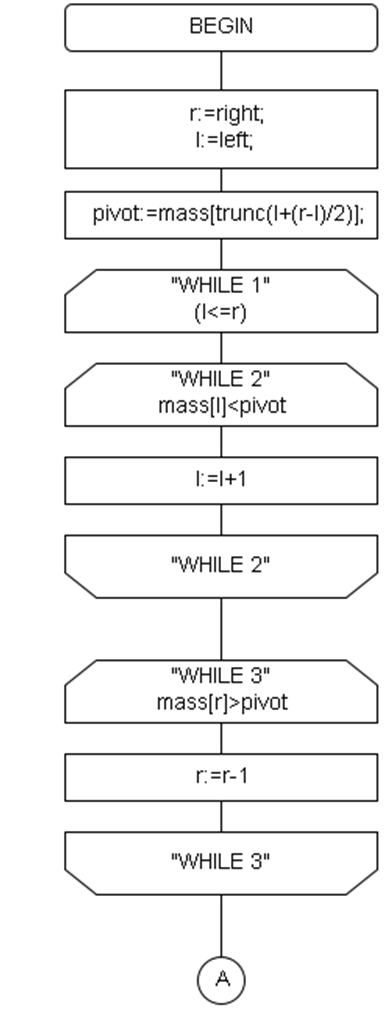 BEGIN
r:=right;
l:=left;
pivot:=mass[trunc(l+(r-l)/2)];
"WHILE 1"
(l<=r)
"WHILE 2"
mass[l]<pivot
l:=l+1
"WHILE 2"
"WHILE 3"
mass[r]>pivot
r:=r-1
"WHILE 3"
A